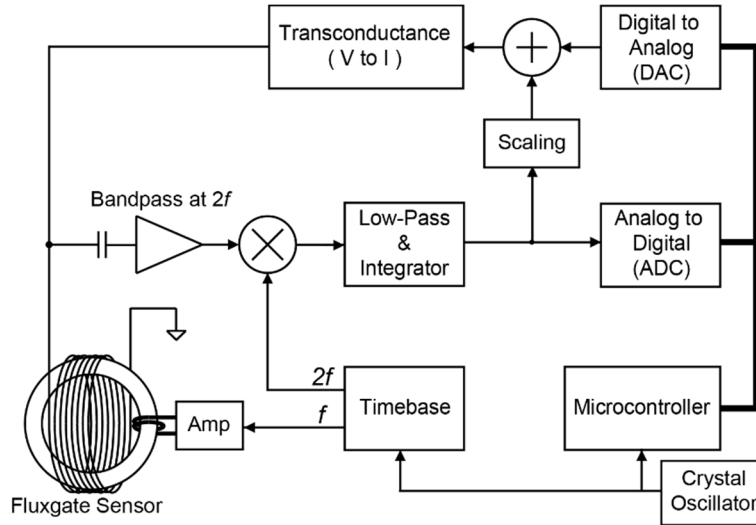 Transconductance
( V to I )
Digital to
Analog
(DAC)
Scaling
Bandpass at 2f
Low-Pass
&
Integrator
Analog to
Digital
(ADC)
2f
f
Amp
Timebase
Microcontroller
Crystal
Oscillator
Fluxgate Sensor